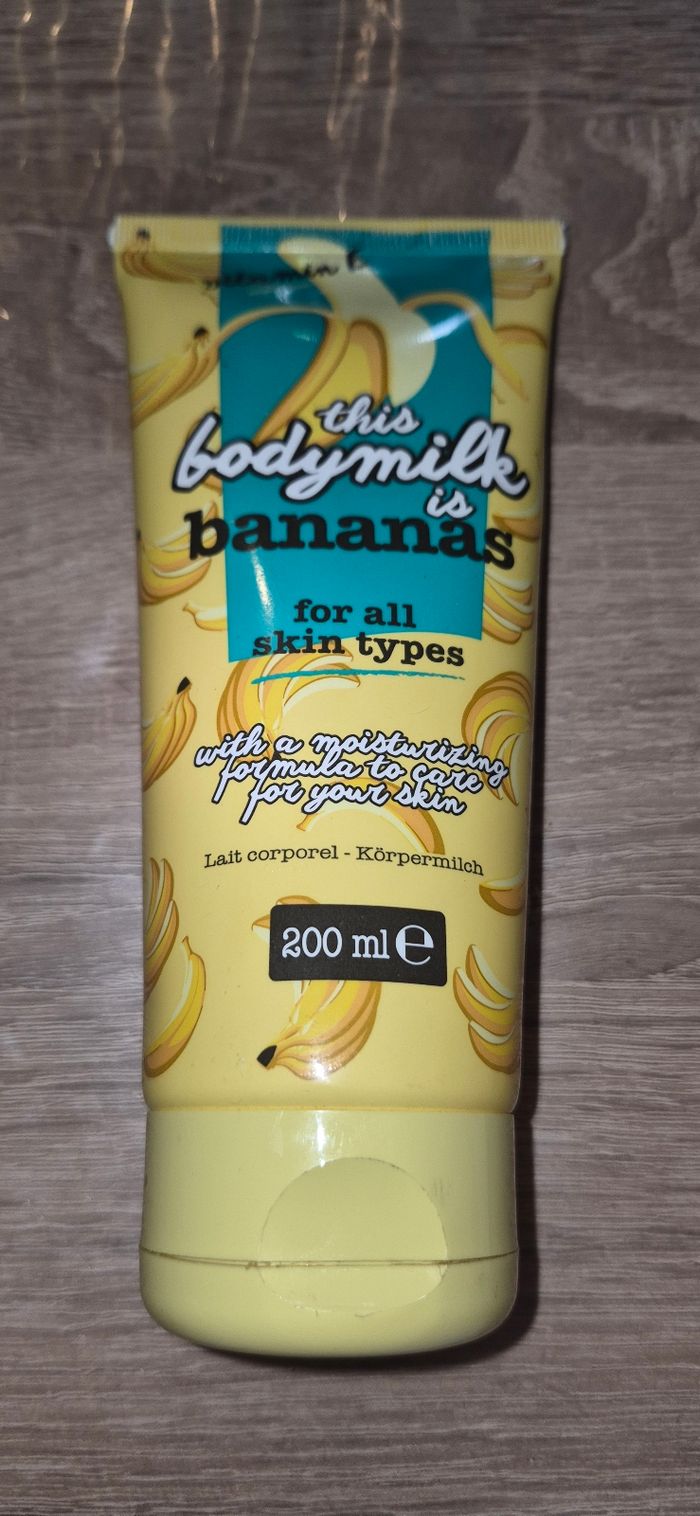 this
bodymilk
is
bananas
for all
skin types
with a moisturizing
formula to care
for your skin
Lait corporel - Körpermilch
200 ml e